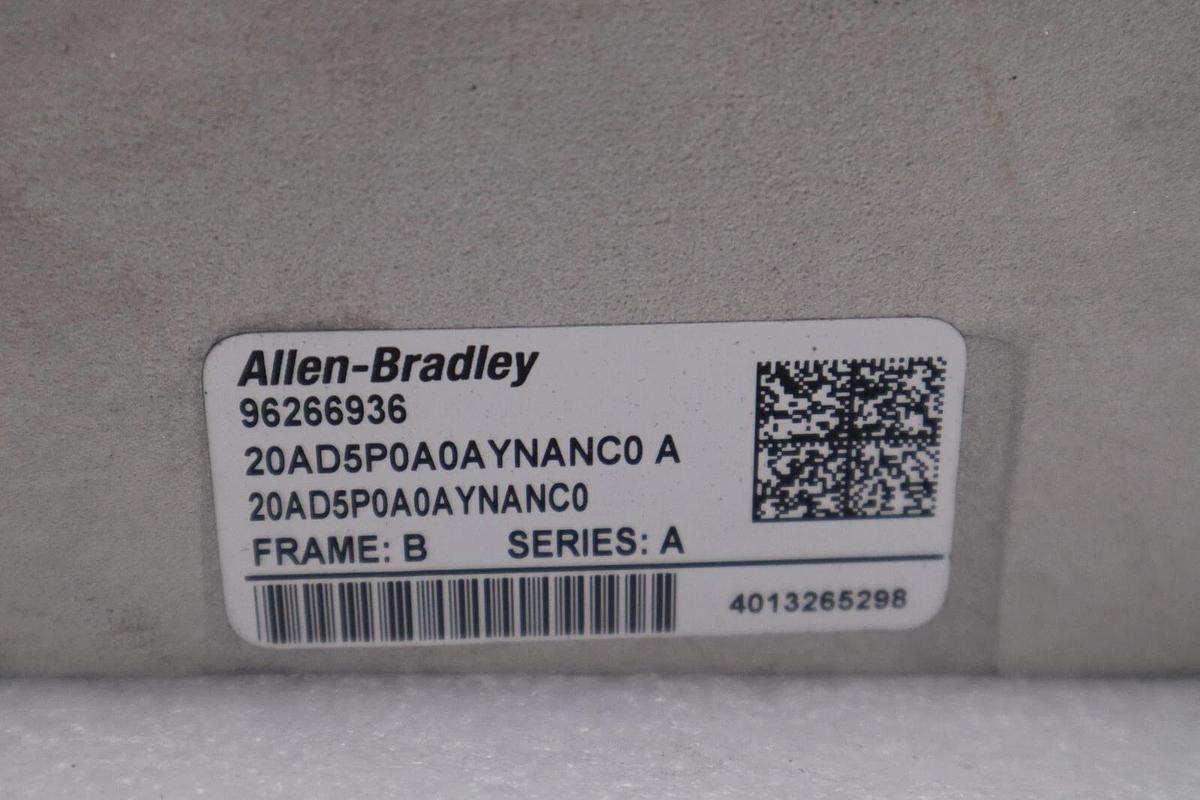 Allen-Bradley
96266936
20AD5P0A0AYNANC0 A
20AD5P0A0AYNANC0
FRAME: B SERIES: A
4013265298